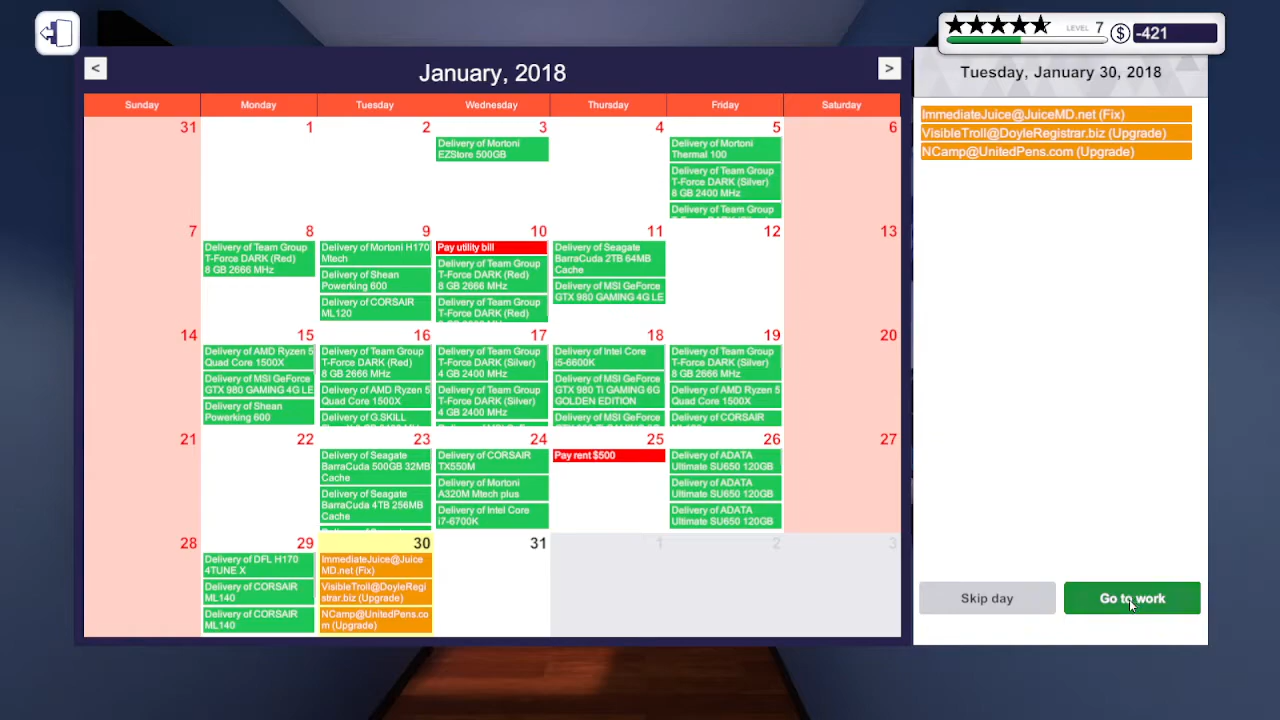 LEVEL 7
$ -421
< January, 2018 >
Tuesday, January 30, 2018
Sunday Monday Tuesday Wednesday Thursday Friday Saturday
31 1 2 3 4 5 6
Delivery of Mortoni
EZStore 500GB
Delivery of Mortoni
Thermal 100
Delivery of Team Group
T-Force DARK (Silver)
8 GB 2400 MHz
Delivery of Team Group
7 8 9 10 11 12 13
Delivery of Team Group
T-Force DARK (Red)
8 GB 2666 MHz
Delivery of Mortoni H170
Mtech
Delivery of Shean
Powerking 600
Delivery of CORSAIR
ML120
Pay utility bill
Delivery of Team Group
T-Force DARK (Red)
8 GB 2666 MHz
Delivery of Team Group
T-Force DARK (Red)
Delivery of Seagate
BarraCuda 2TB 64MB
Cache
Delivery of MSI GeForce
GTX 980 GAMING 4G LE
14 15 16 17 18 19 20
Delivery of AMD Ryzen 5
Quad Core 1500X
Delivery of MSI GeForce
GTX 980 GAMING 4G LE
Delivery of Shean
Powerking 600
Delivery of Team Group
T-Force DARK (Red)
8 GB 2666 MHz
Delivery of AMD Ryzen 5
Quad Core 1500X
Delivery of G.SKILL
Delivery of Team Group
T-Force DARK (Silver)
4 GB 2400 MHz
Delivery of Team Group
T-Force DARK (Silver)
4 GB 2400 MHz
Delivery of Intel Core
i5-6600K
Delivery of MSI GeForce
GTX 980 Ti GAMING 6G
GOLDEN EDITION
Delivery of MSI GeForce
Delivery of Team Group
T-Force DARK (Silver)
8 GB 2666 MHz
Delivery of AMD Ryzen 5
Quad Core 1500X
Delivery of CORSAIR
21 22 23 24 25 26 27
Delivery of Seagate
BarraCuda 500GB 32MB
Cache
Delivery of Seagate
BarraCuda 4TB 256MB
Cache
Delivery of CORSAIR
TX550M
Delivery of Mortoni
A320M Mtech plus
Delivery of Intel Core
i7-6700K
Pay rent $500
Delivery of ADATA
Ultimate SU650 120GB
Delivery of ADATA
Ultimate SU650 120GB
Delivery of ADATA
Ultimate SU650 120GB
28 29 30 31 1 2 3
Delivery of DFL H170
4TUNE X
Delivery of CORSAIR
ML140
Delivery of CORSAIR
ML140
ImmediateJuice@Juice
MD.net (Fix)
VisibleTroll@DoyleRegi
strar.biz (Upgrade)
NCamp@UnitedPens.co
m (Upgrade)
ImmediateJuice@JuiceMD.net (Fix)
VisibleTroll@DoyleRegistrar.biz (Upgrade)
NCamp@UnitedPens.com (Upgrade)
Skip day
Go to work